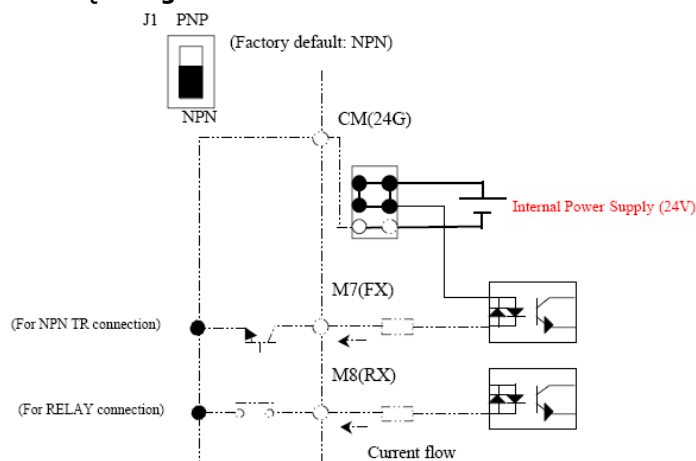 J1 PNP
(Factory default: NPN)
NPN
CM(24G)
Internal Power Supply (24V)
M7(FX)
(For NPN TR connection)
M8(RX)
(For RELAY connection)
Current flow